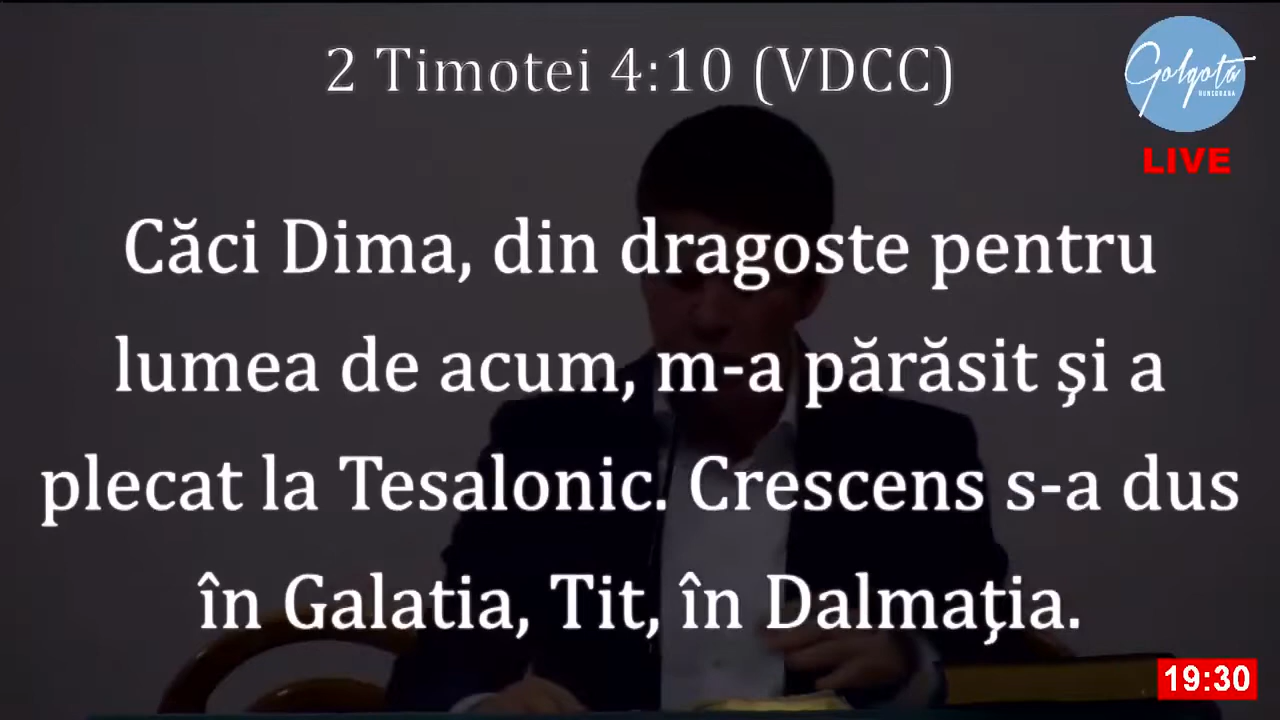 2 Timotei 4:10 (VDCC)
Golgota
HUNEDOARA
LIVE
Căci Dima, din dragoste pentru
lumea de acum, m-a părăsit şi a
plecat la Tesalonic. Crescens s-a dus
în Galatia, Tit, în Dalmaţia.
19:30